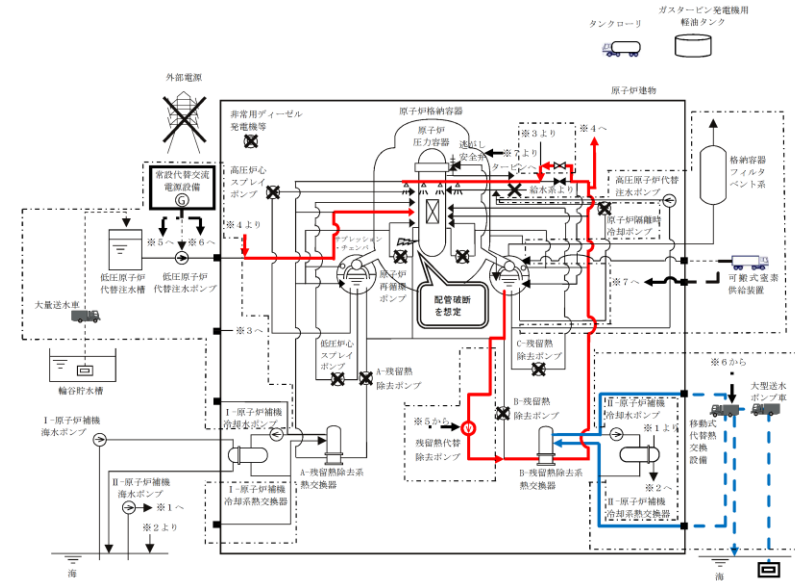 タンクローリ
ガスタービン発電機用
軽油タンク
外部電源
原子炉建物
非常用ディーゼル
発電機等
原子炉格納容器
原子炉
圧力容器
逃がし
安全弁
※7より
タービンへ
※3より
※4へ
給水系より
高圧炉心
スプレイ
ポンプ
高圧原子炉代替
注水ポンプ
格納容器
フィルタ
ベント系
常設代替交流
電源設備
G
※5へ
※6へ
※4より
原子炉隔離時
冷却ポンプ
サプレッション
・チェンバ
低圧原子炉
代替注水槽
低圧原子炉
代替注水ポンプ
原子炉
再循環
ポンプ
配管破断
を想定
※7へ
可搬式窒素
供給装置
大量送水車
※3へ
輪谷貯水槽
低圧炉心
スプレイ
ポンプ
A-残留熱
除去ポンプ
C-残留熱
除去ポンプ
※6から
B-残留熱
除去ポンプ
※5から
残留熱代替
除去ポンプ
移動式
代替熱
交換
設備
大型送水
ポンプ車
Ⅰ-原子炉補機
海水ポンプ
Ⅰ-原子炉補機
冷却水ポンプ
Ⅱ-原子炉補機
冷却水ポンプ
※1より
A-残留熱除去系
熱交換器
B-残留熱除去系
熱交換器
※2へ
Ⅱ-原子炉補機
海水ポンプ
※1へ
※2より
Ⅰ-原子炉補機
冷却系熱交換器
Ⅱ-原子炉補機
冷却系熱交換器
海
海